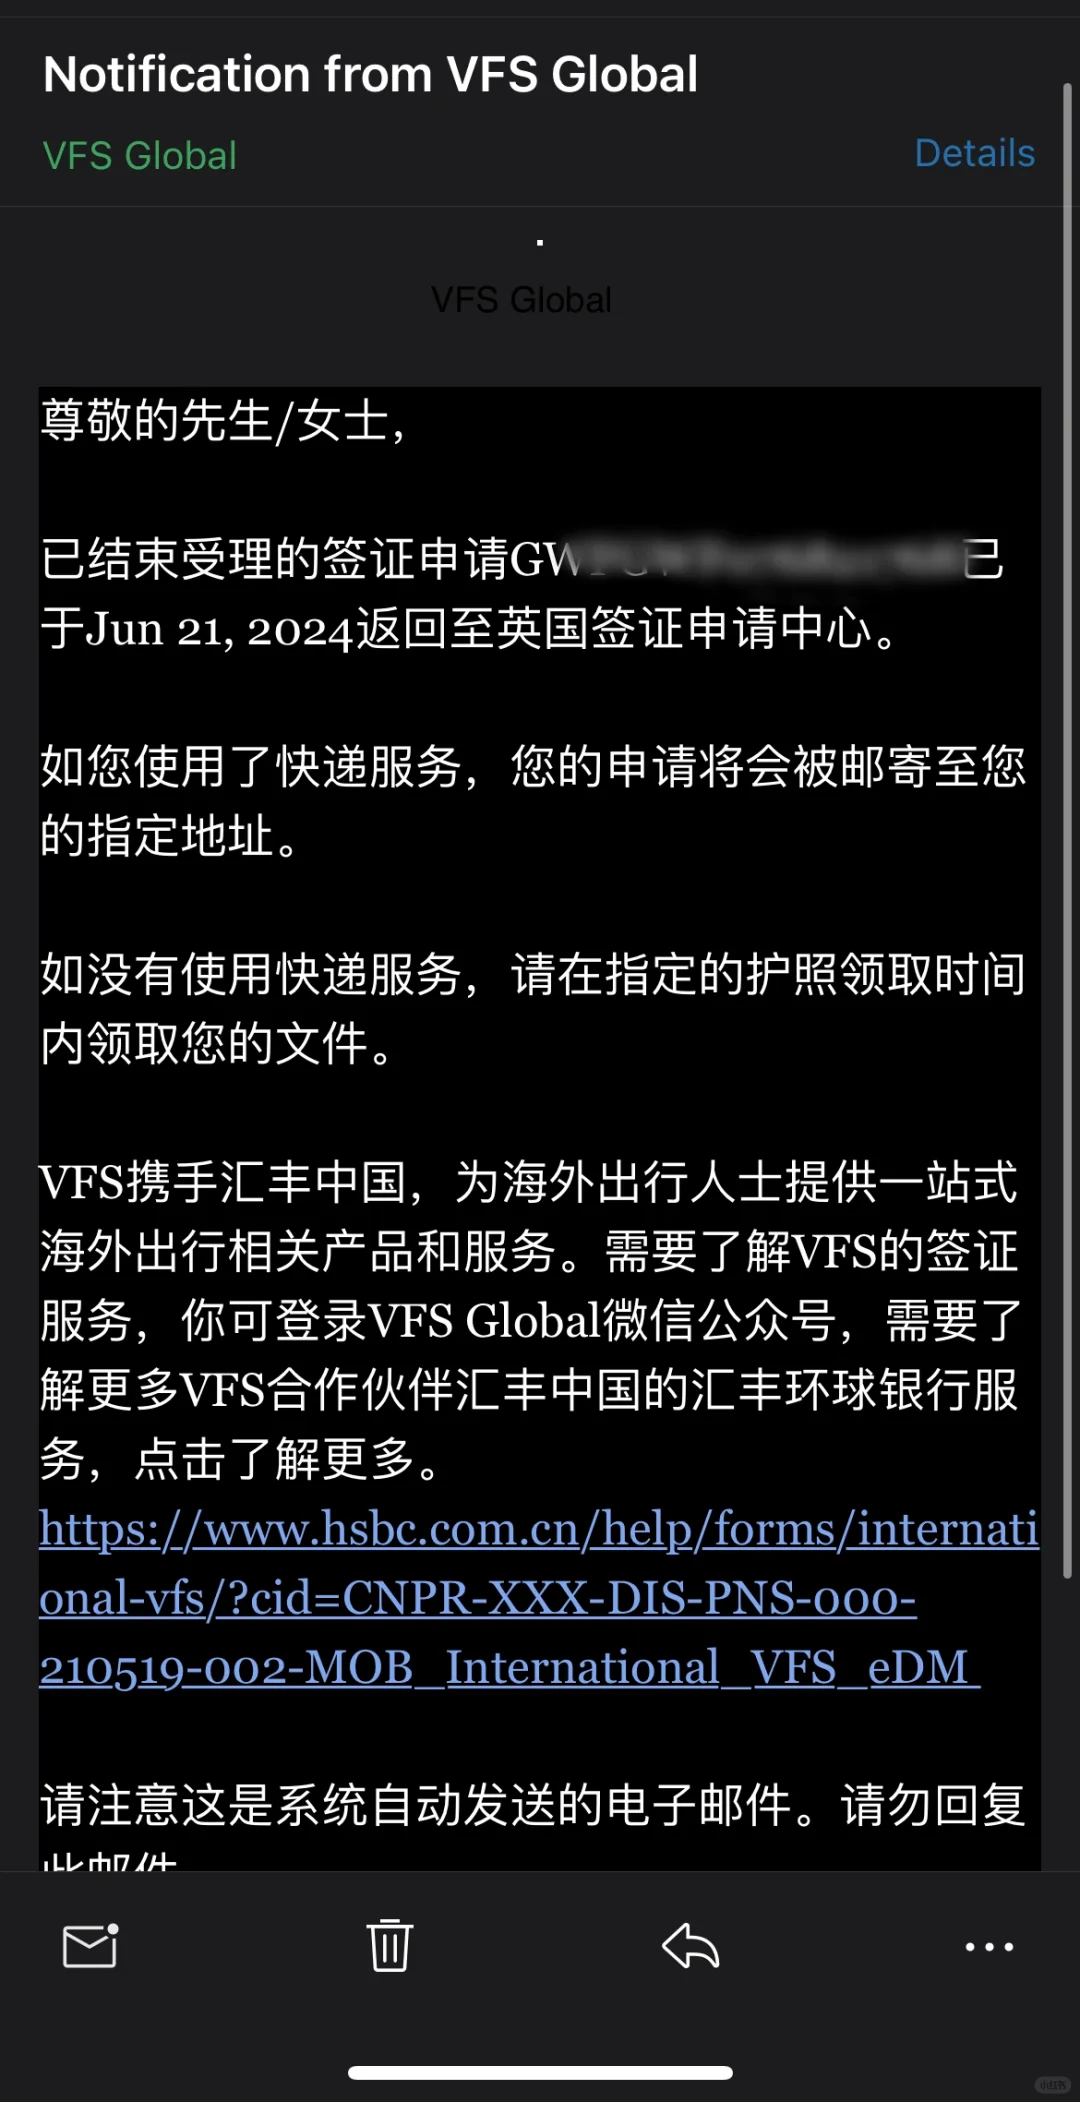 Notification from VFS Global
VFS Global
Details
VFS Global
尊敬的先生/女士，
已结束受理的签证申请GW已
于Jun 21, 2024返回至英国签证申请中心。
如您使用了快递服务，您的申请将会被邮寄至您
的指定地址。
如没有使用快递服务，请在指定的护照领取时间
内领取您的文件。
VFS携手汇丰中国，为海外出行人士提供一站式
海外出行相关产品和服务。需要了解VFS的签证
服务，你可登录VFS Global微信公众号，需要了
解更多VFS合作伙伴汇丰中国的汇丰环球银行服
务，点击了解更多。
https://www.hsbc.com.cn/help/forms/internati
onal-vfs/?cid=CNPR-XXX-DIS-PNS-000-
210519-002-MOB_International_VFS_eDM
请注意这是系统自动发送的电子邮件。请勿回复
此邮件
小红书